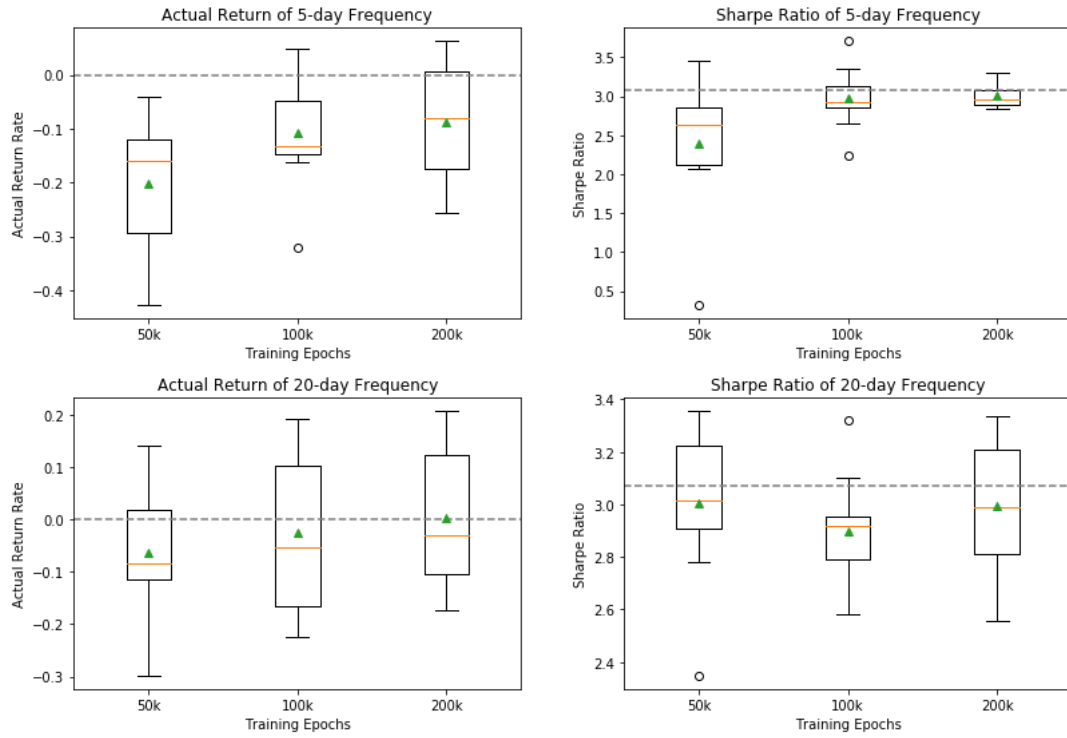 Actual Return of 5-day Frequency
Actual Return Rate
0.0
−0.1
−0.2
−0.3
−0.4
50k
100k
200k
Training Epochs
Sharpe Ratio of 5-day Frequency
Sharpe Ratio
3.5
3.0
2.5
2.0
1.5
1.0
0.5
50k
100k
200k
Training Epochs
Actual Return of 20-day Frequency
Actual Return Rate
0.2
0.1
0.0
−0.1
−0.2
−0.3
50k
100k
200k
Training Epochs
Sharpe Ratio of 20-day Frequency
Sharpe Ratio
3.4
3.2
3.0
2.8
2.6
2.4
50k
100k
200k
Training Epochs